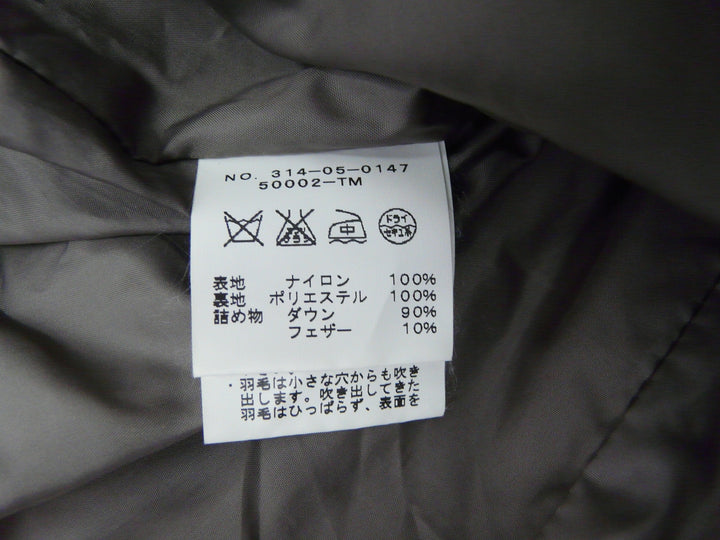 NO. 314-05-0147
50002-TM
中 ドライ
セキユ系
表地 ナイロン 100%
裏地 ポリエステル 100%
詰め物 ダウン 90%
フェザー 10%
・羽毛は小さな穴からも吹き
出します。吹き出してきた
羽毛はひっぱらず、表面を